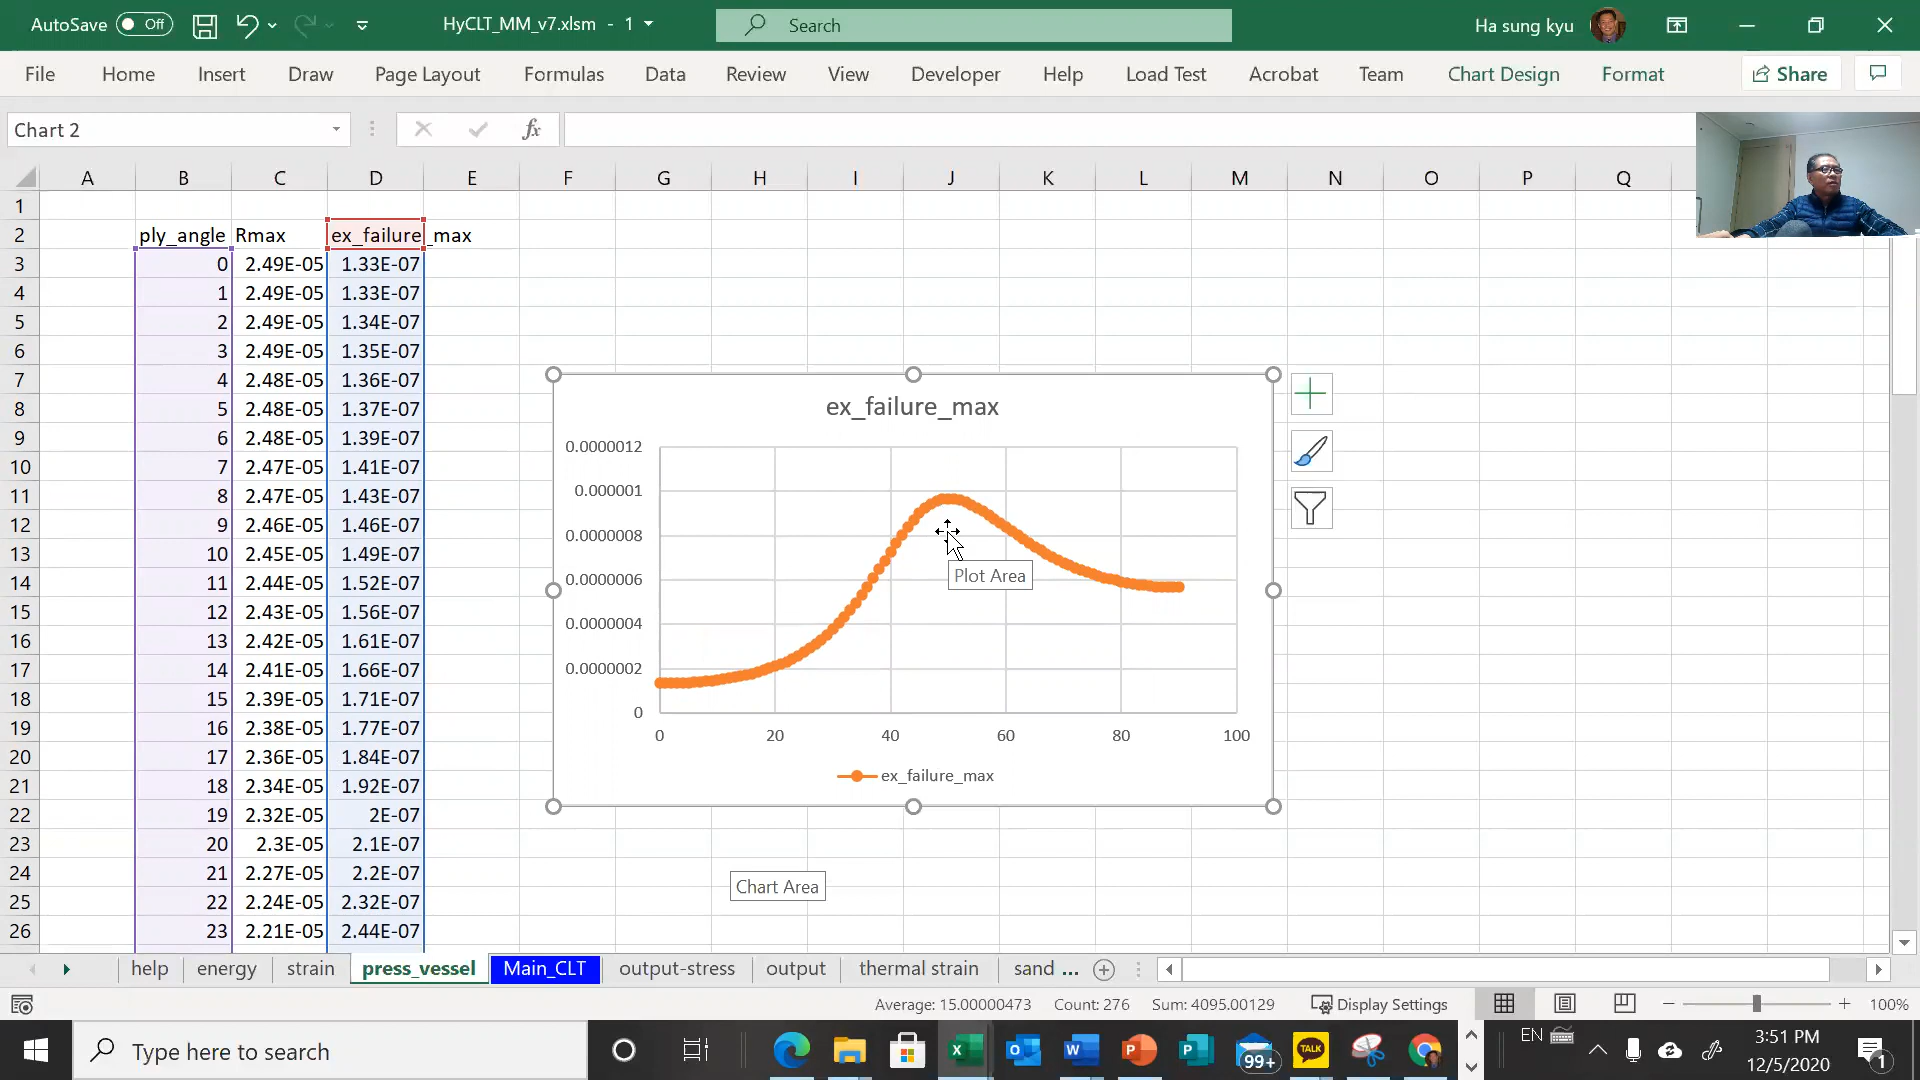 AutoSave Off
HyCLT_MM_v7.xlsm - 1
Search
Ha sung kyu
File Home Insert Draw Page Layout Formulas Data Review View Developer Help Load Test Acrobat Team Chart Design Format Share
Chart 2
fx
A B C D E F G H I J K L M N O P Q
1
2 ply_angle Rmax ex_failure_max
3 0 2.49E-05 1.33E-07
4 1 2.49E-05 1.33E-07
5 2 2.49E-05 1.34E-07
6 3 2.49E-05 1.35E-07
7 4 2.48E-05 1.36E-07
8 5 2.48E-05 1.37E-07
9 6 2.48E-05 1.39E-07
10 7 2.47E-05 1.41E-07
11 8 2.47E-05 1.43E-07
12 9 2.46E-05 1.46E-07
13 10 2.45E-05 1.49E-07
14 11 2.44E-05 1.52E-07
15 12 2.43E-05 1.56E-07
16 13 2.42E-05 1.61E-07
17 14 2.41E-05 1.66E-07
18 15 2.39E-05 1.71E-07
19 16 2.38E-05 1.77E-07
20 17 2.36E-05 1.84E-07
21 18 2.34E-05 1.92E-07
22 19 2.32E-05 2E-07
23 20 2.3E-05 2.1E-07
24 21 2.27E-05 2.2E-07
25 22 2.24E-05 2.32E-07
26 23 2.21E-05 2.44E-07
ex_failure_max
0.0000012
0.000001
0.0000008
0.0000006
0.0000004
0.0000002
0
0 20 40 60 80 100
ex_failure_max
Plot Area
Chart Area
help energy strain press_vessel Main_CLT output-stress output thermal strain sand ...
Average: 15.00000473 Count: 276 Sum: 4095.00129 Display Settings 100%
Type here to search
99+
TALK
EN
3:51 PM
12/5/2020
1